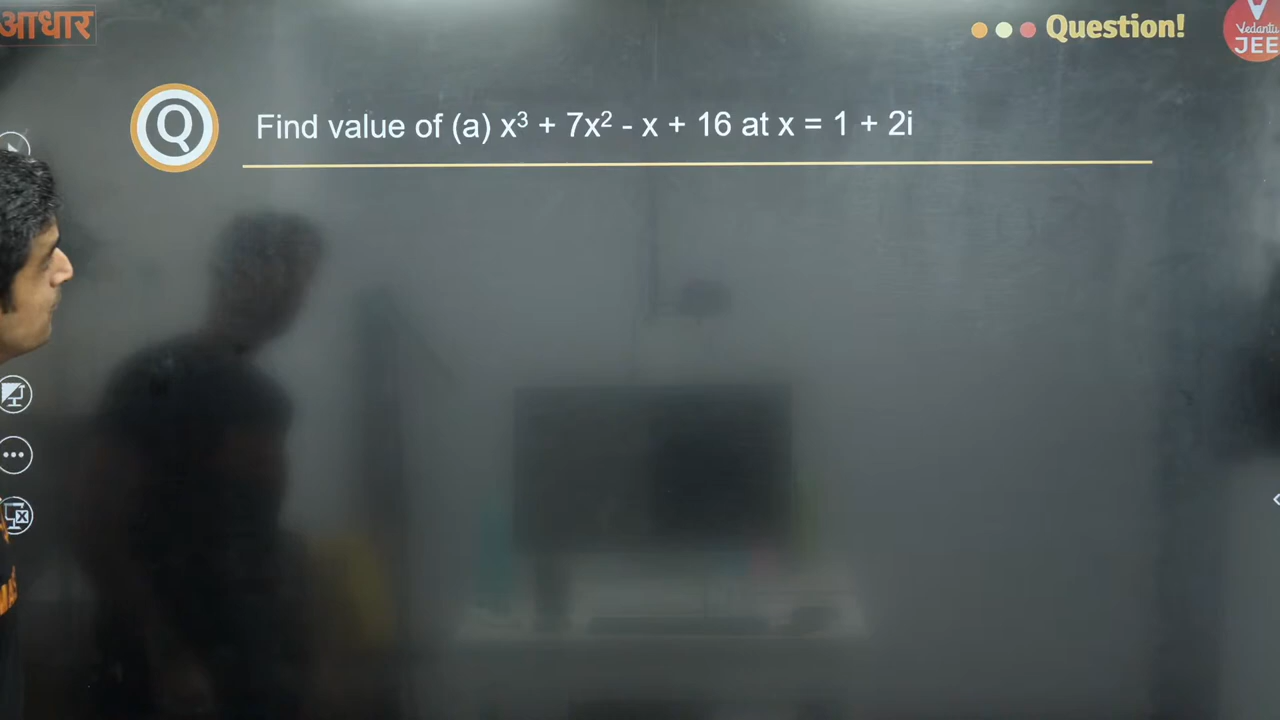 आधार
Question!
Vedantu
JEE
Q
Find value of (a) x³ + 7x² - x + 16 at x = 1 + 2i